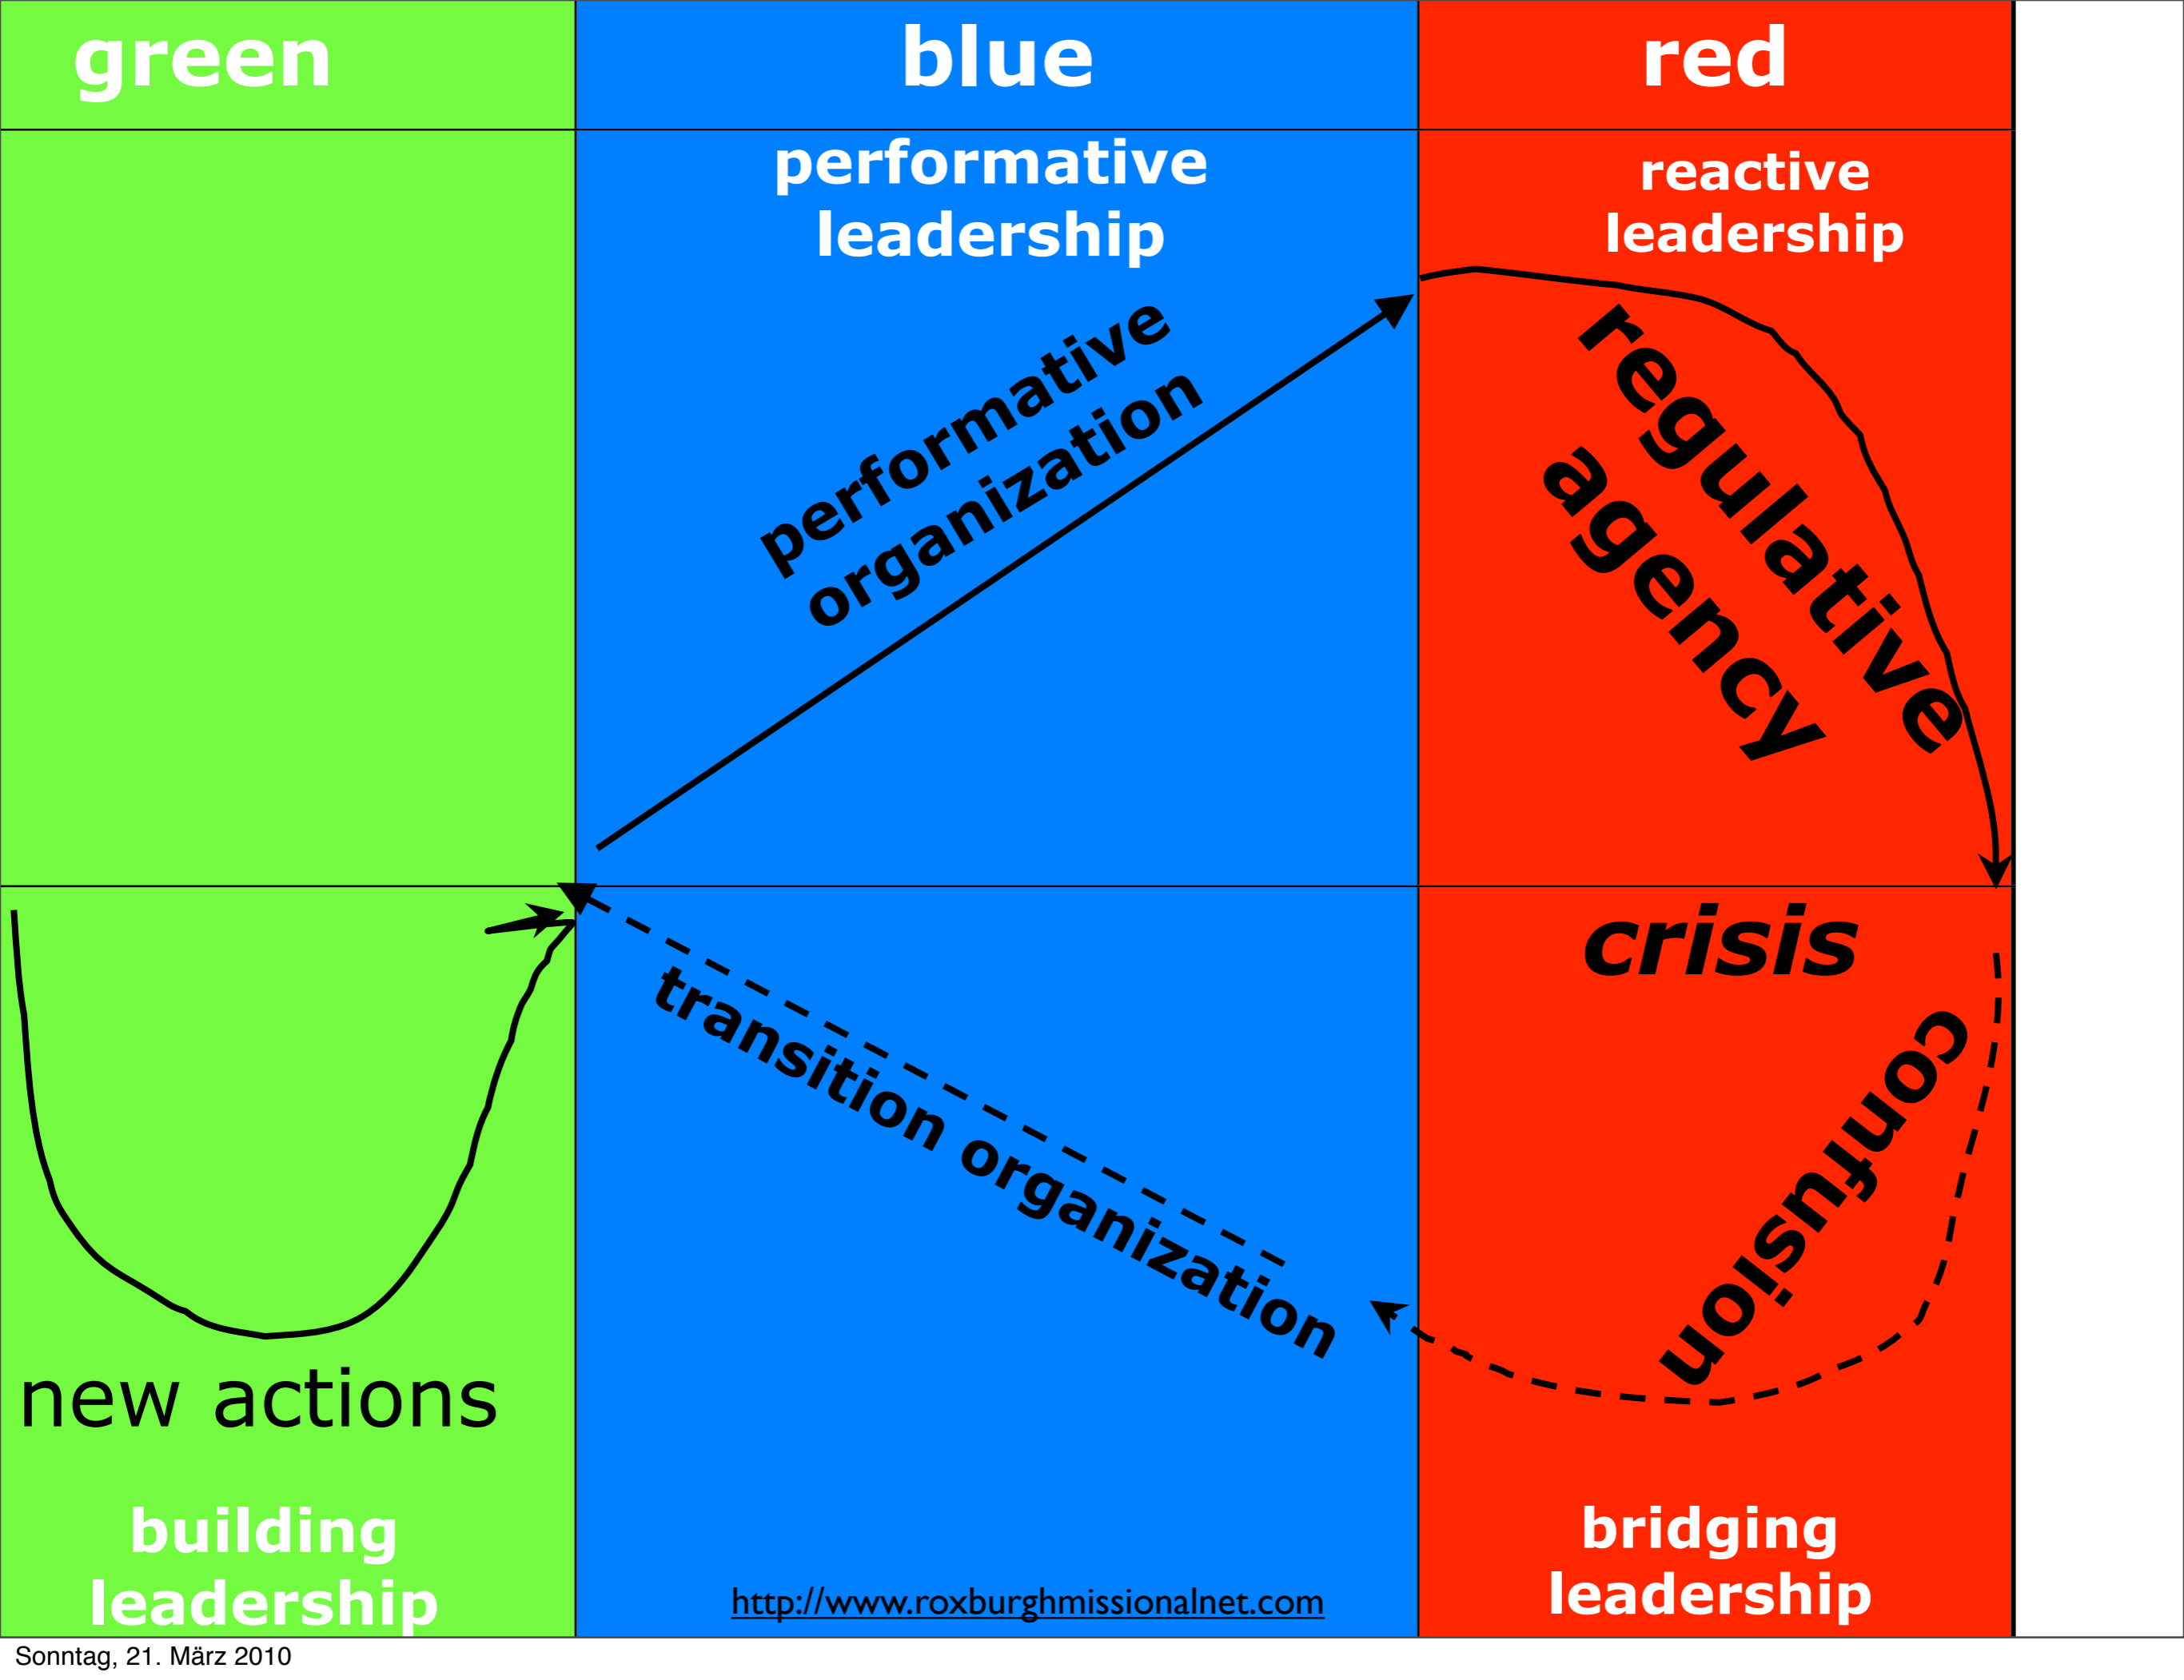 green
blue
red
performative
leadership
reactive
leadership
performative
organization
regulative
agency
crisis
transition organization
confusion
new actions
building
leadership
bridging
leadership
http://www.roxburghmissionalnet.com
Sonntag, 21. März 2010